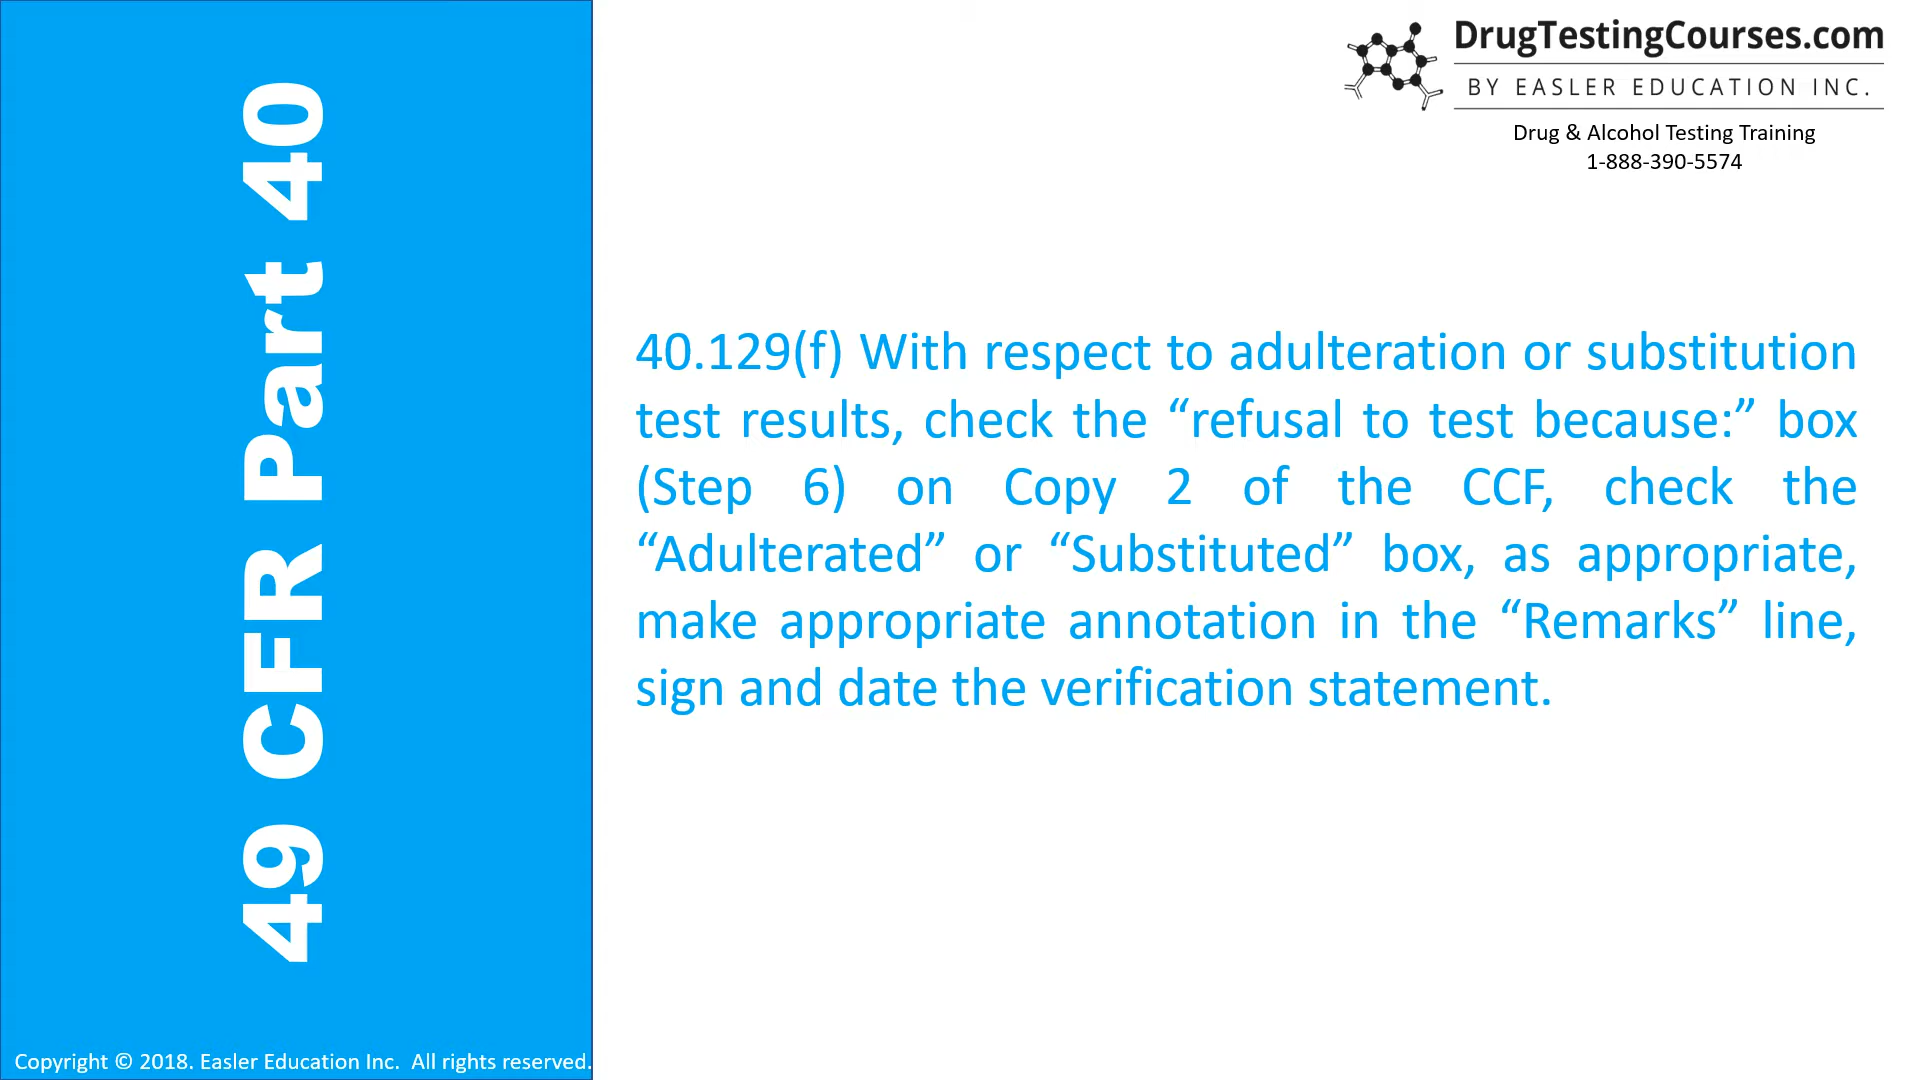 49 CFR Part 40
DrugTestingCourses.com
BY EASLER EDUCATION INC.
Drug & Alcohol Testing Training
1-888-390-5574
40.129(f) With respect to adulteration or substitution
test results, check the “refusal to test because:” box
(Step 6) on Copy 2 of the CCF, check the
“Adulterated” or “Substituted” box, as appropriate,
make appropriate annotation in the “Remarks” line,
sign and date the verification statement.
Copyright © 2018. Easler Education Inc. All rights reserved.